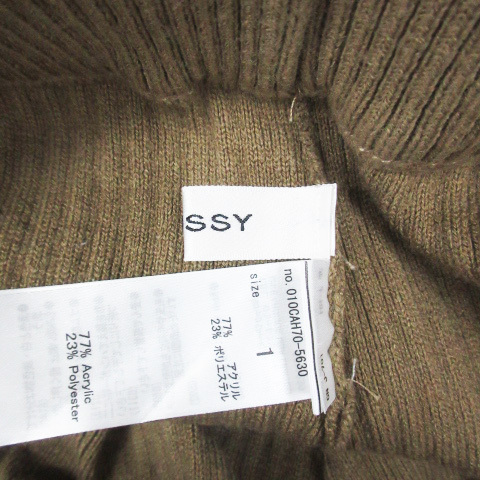 SSY
no. 010CAH70-5630
size 1
77% アクリル
23% ポリエステル
77% Acrylic
23% Polyester